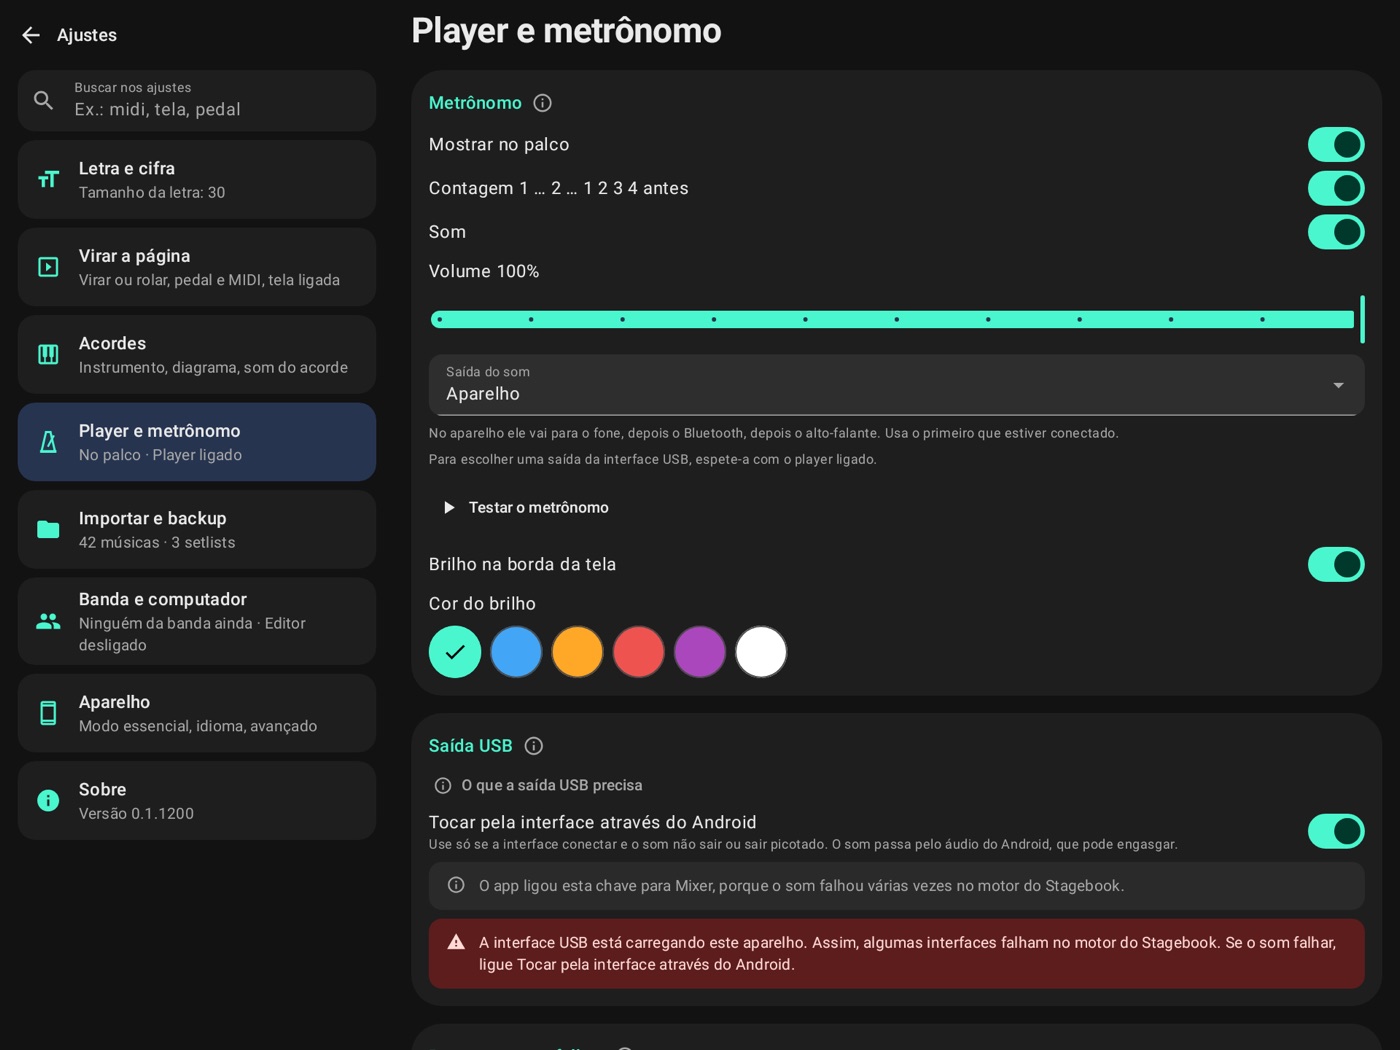 Ajustes
Buscar nos ajustes
Ex.: midi, tela, pedal
Letra e cifra
Tamanho da letra: 30
Virar a página
Virar ou rolar, pedal e MIDI, tela ligada
Acordes
Instrumento, diagrama, som do acorde
Player e metrônomo
No palco · Player ligado
Importar e backup
42 músicas · 3 setlists
Banda e computador
Ninguém da banda ainda · Editor
desligado
Aparelho
Modo essencial, idioma, avançado
Sobre
Versão 0.1.1200
Player e metrônomo
Metrônomo
Mostrar no palco
Contagem 1 ... 2 ... 1 2 3 4 antes
Som
Volume 100%
Saída do som
Aparelho
No aparelho ele vai para o fone, depois o Bluetooth, depois o alto-falante. Usa o primeiro que estiver conectado.
Para escolher uma saída da interface USB, espete-a com o player ligado.
Testar o metrônomo
Brilho na borda da tela
Cor do brilho
Saída USB
O que a saída USB precisa
Tocar pela interface através do Android
Use só se a interface conectar e o som não sair ou sair picotado. O som passa pelo áudio do Android, que pode engasgar.
O app ligou esta chave para Mixer, porque o som falhou várias vezes no motor do Stagebook.
A interface USB está carregando este aparelho. Assim, algumas interfaces falham no motor do Stagebook. Se o som falhar,
ligue Tocar pela interface através do Android.